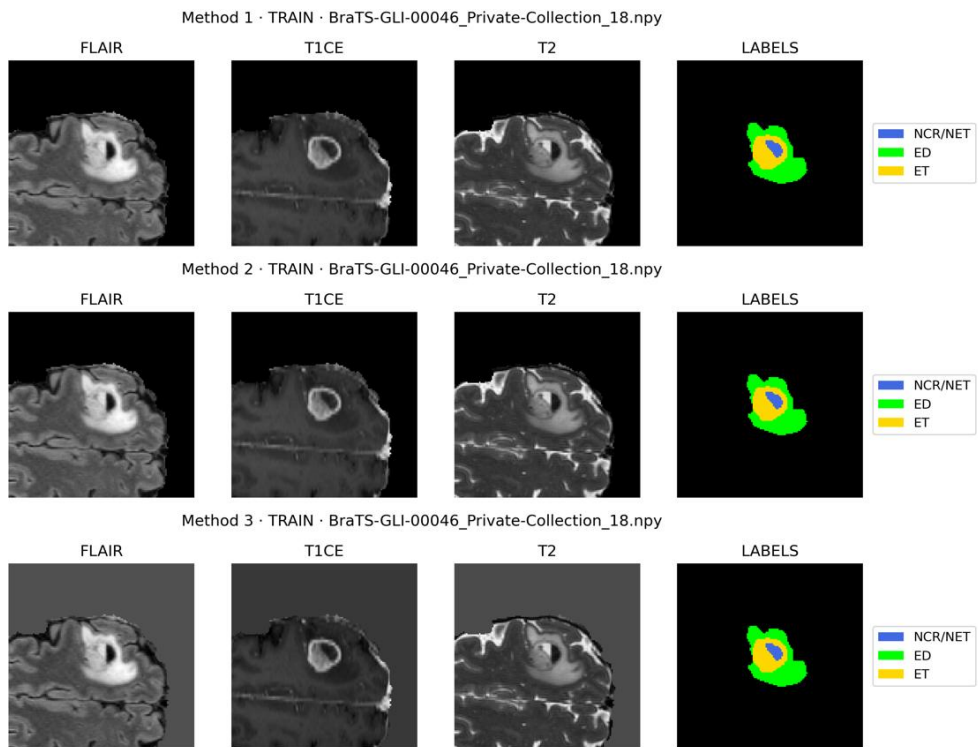 Method 1 · TRAIN · BraTS-GLI-00046_Private-Collection_18.npy
FLAIR T1CE T2 LABELS
NCR/NET
ED
ET
Method 2 · TRAIN · BraTS-GLI-00046_Private-Collection_18.npy
FLAIR T1CE T2 LABELS
NCR/NET
ED
ET
Method 3 · TRAIN · BraTS-GLI-00046_Private-Collection_18.npy
FLAIR T1CE T2 LABELS
NCR/NET
ED
ET